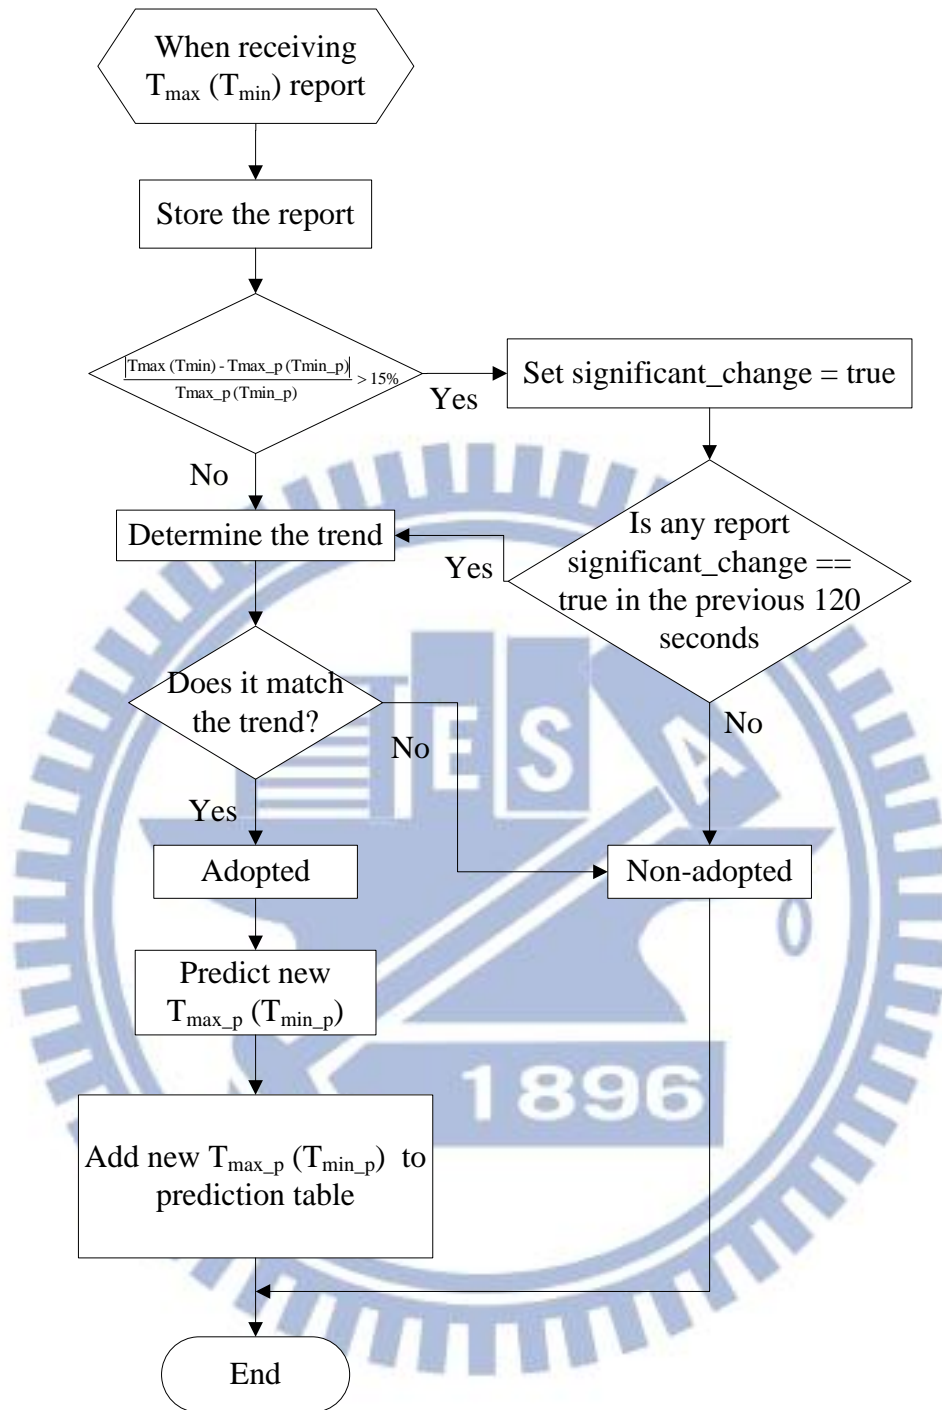 When receiving
Tmax (Tmin) report
Store the report
|Tmax (Tmin) - Tmax_p (Tmin_p)|
Tmax_p (Tmin_p)
> 15%
Yes
Set significant_change = true
No
Determine the trend
Is any report
significant_change ==
true in the previous 120
seconds
Yes
Does it match
the trend?
No
No
Yes
Adopted
Non-adopted
Predict new
Tmax_p (Tmin_p)
Add new Tmax_p (Tmin_p) to
prediction table
End
E S A
1896